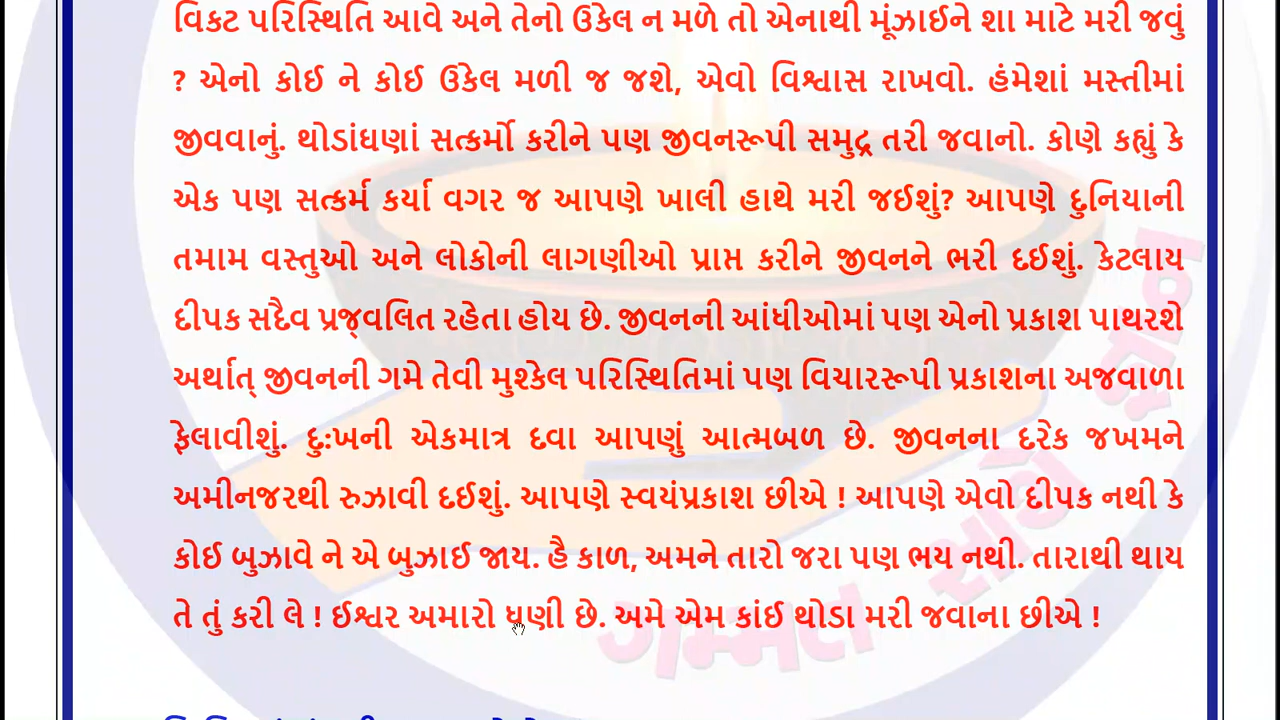 વિકટ પરિસ્થિતિ આવે અને તેનો ઉકેલ ન મળે તો એનાથી મૂંઝાઈને શા માટે મરી જવું
? એનો કોઈ ને કોઈ ઉકેલ મળી જ જશે, એવો વિશ્વાસ રાખવો. હંમેશાં મસ્તીમાં
જીવવાનું. થોડાંઘણાં સત્કર્મો કરીને પણ જીવનરૂપી સમુદ્ર તરી જવાનો. કોણે કહ્યું કે
એક પણ સત્કર્મ કર્યા વગર જ આપણે ખાલી હાથે મરી જઈશું? આપણે દુનિયાની
તમામ વસ્તુઓ અને લોકોની લાગણીઓ પ્રાપ્ત કરીને જીવનને ભરી દઈશું. કેટલાય
દીપક સદૈવ પ્રજ્વલિત રહેતા હોય છે. જીવનની આંધીઓમાં પણ એનો પ્રકાશ પાથરશે
અર્થાત્ જીવનની ગમે તેવી મુશ્કેલ પરિસ્થિતિમાં પણ વિચારરૂપી પ્રકાશના અજવાળા
ફેલાવીશું. દુ:ખની એકમાત્ર દવા આપણું આત્મબળ છે. જીવનના દરેક જખમને
અમીનજરથી રુઝાવી દઈશું. આપણે સ્વયંપ્રકાશ છીએ ! આપણે એવો દીપક નથી કે
કોઈ બુઝાવે ને એ બુઝાઈ જાય. હૈ કાળ, અમને તારો જરા પણ ભય નથી. તારાથી થાય
તે તું કરી લે ! ઈશ્વર અમારો ધણી છે. અમે એમ કાંઈ થોડા મરી જવાના છીએ !
ગમ્મત સાથે જ્ઞાન